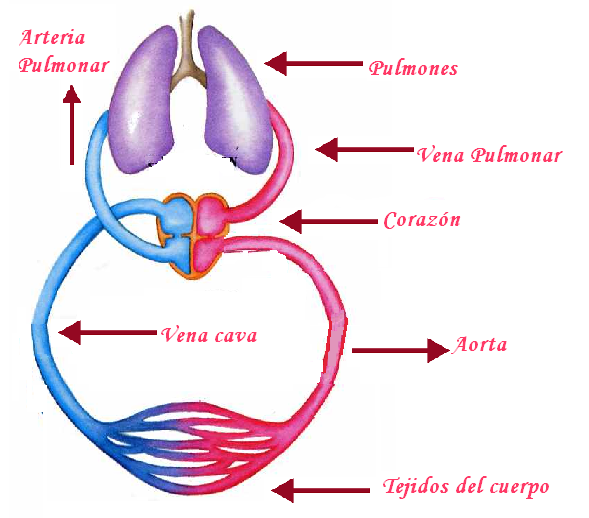 Arteria
Pulmonar
Pulmones
Vena Pulmonar
Corazón
Vena cava
Aorta
Tejidos del cuerpo